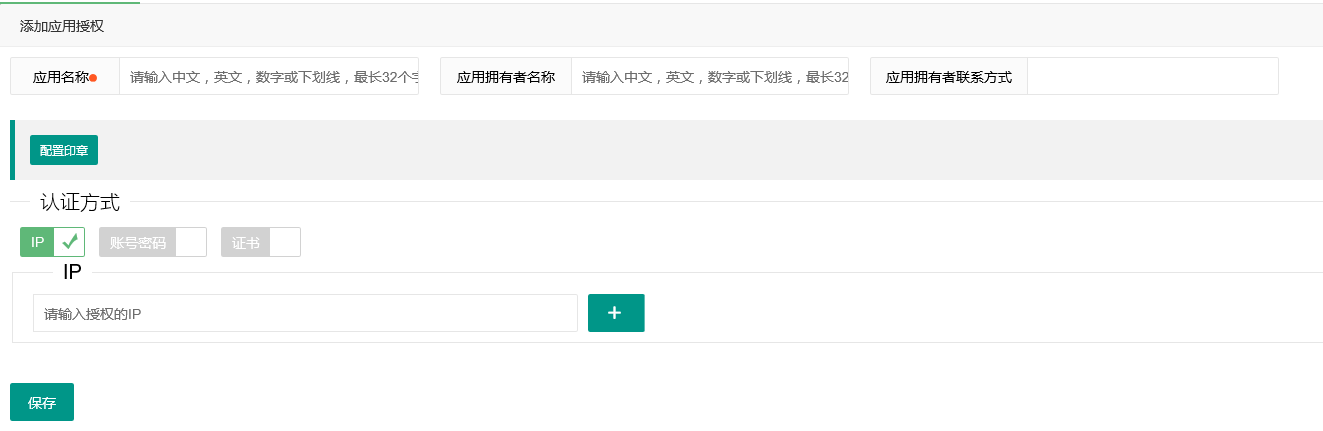 添加应用授权
应用名称 请输入中文，英文，数字或下划线，最长32个 应用拥有者名称 请输入中文，英文，数字或下划线，最长32 应用拥有者联系方式
配置印章
认证方式
IP 账号密码 证书
IP
请输入授权的IP +
保存